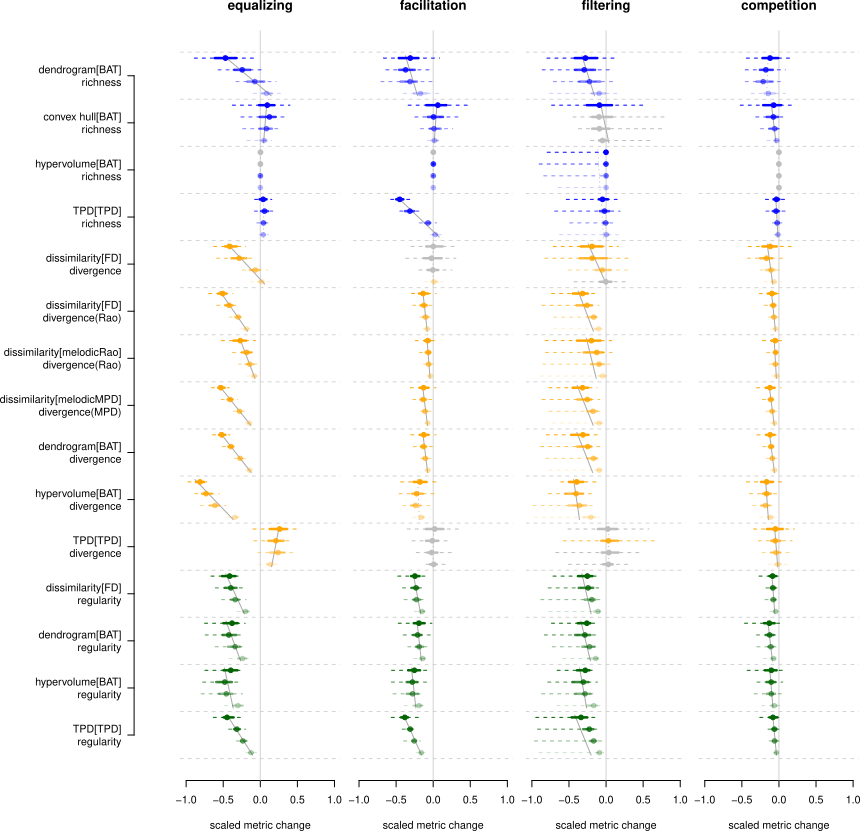 equalizing facilitation filtering competition
dendrogram[BAT]
richness
convex hull[BAT]
richness
hypervolume[BAT]
richness
TPD[TPD]
richness
dissimilarity[FD]
divergence
dissimilarity[FD]
divergence(Rao)
dissimilarity[melodicRao]
divergence(Rao)
dissimilarity[melodicMPD]
divergence(MPD)
dendrogram[BAT]
divergence
hypervolume[BAT]
divergence
TPD[TPD]
divergence
dissimilarity[FD]
regularity
dendrogram[BAT]
regularity
hypervolume[BAT]
regularity
TPD[TPD]
regularity
−1.0 −0.5 0.0 0.5 1.0 −1.0 −0.5 0.0 0.5 1.0 −1.0 −0.5 0.0 0.5 1.0 −1.0 −0.5 0.0 0.5 1.0
scaled metric change scaled metric change scaled metric change scaled metric change